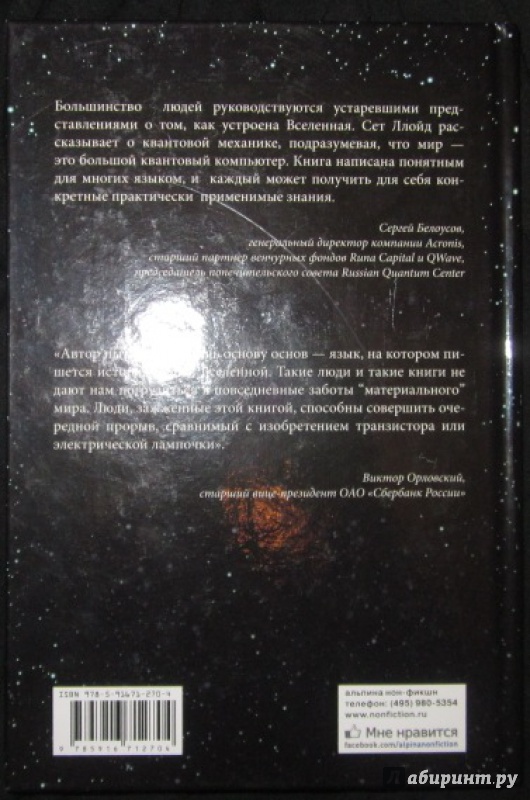 Большинство людей руководствуются устаревшими пред-
ставлениями о том, как устроена Вселенная. Сет Ллойд рас-
сказывает о квантовой механике, подразумевая, что мир —
это большой квантовый компьютер. Книга написана понятным
для многих языком, и каждый может получить для себя кон-
кретные практически применимые знания.
Сергей Белоусов,
генеральный директор компании Acronis,
старший партнер венчурных фондов Runa Capital и QWave,
председатель попечительского совета Russian Quantum Center
«Автор основу основ — язык, на котором пи-
шется Вселенной. Такие люди и такие книги не
дают нам погрузиться в повседневные заботы "материального"
мира. Люди, зажженные этой книгой, способны совершить оче-
редной прорыв, сравнимый с изобретением транзистора или
электрической лампочки».
Виктор Орловский,
старший вице-президент ОАО «Сбербанк России»
ISBN 978-5-91671-270-4
9 785916 712704
альпина нон-фикшн
телефон: (495) 980-5354
www.nonfiction.ru
Мне нравится
facebook.com/alpinanonfiction
Лабиринт.ру